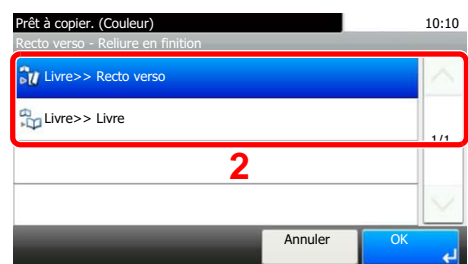 Prêt à copier. (Couleur) 10:10
Recto verso - Reliure en finition
Livre>> Recto verso
Livre>> Livre
1/1
2
Annuler OK